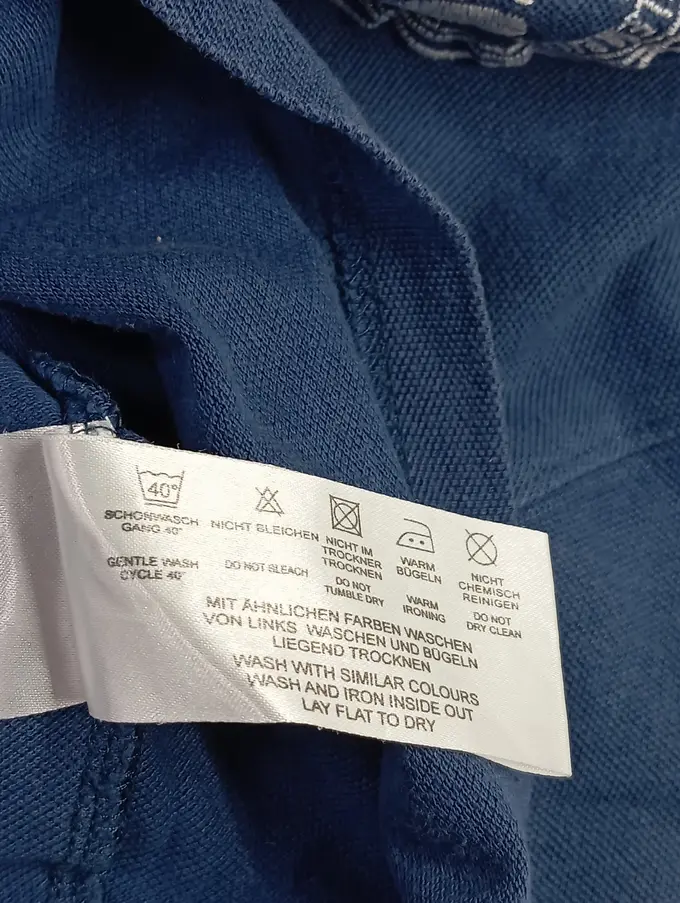 40°
SCHONWASCH
GANG 40°
GENTLE WASH
CYCLE 40°
NICHT BLEICHEN
DO NOT BLEACH
NICHT IM
TROCKNER
TROCKNEN
DO NOT
TUMBLE DRY
WARM
BÜGELN
WARM
IRONING
NICHT
CHEMISCH
REINIGEN
DO NOT
DRY CLEAN
MIT ÄHNLICHEN FARBEN WASCHEN
VON LINKS WASCHEN UND BÜGELN
LIEGEND TROCKNEN
WASH WITH SIMILAR COLOURS
WASH AND IRON INSIDE OUT
LAY FLAT TO DRY